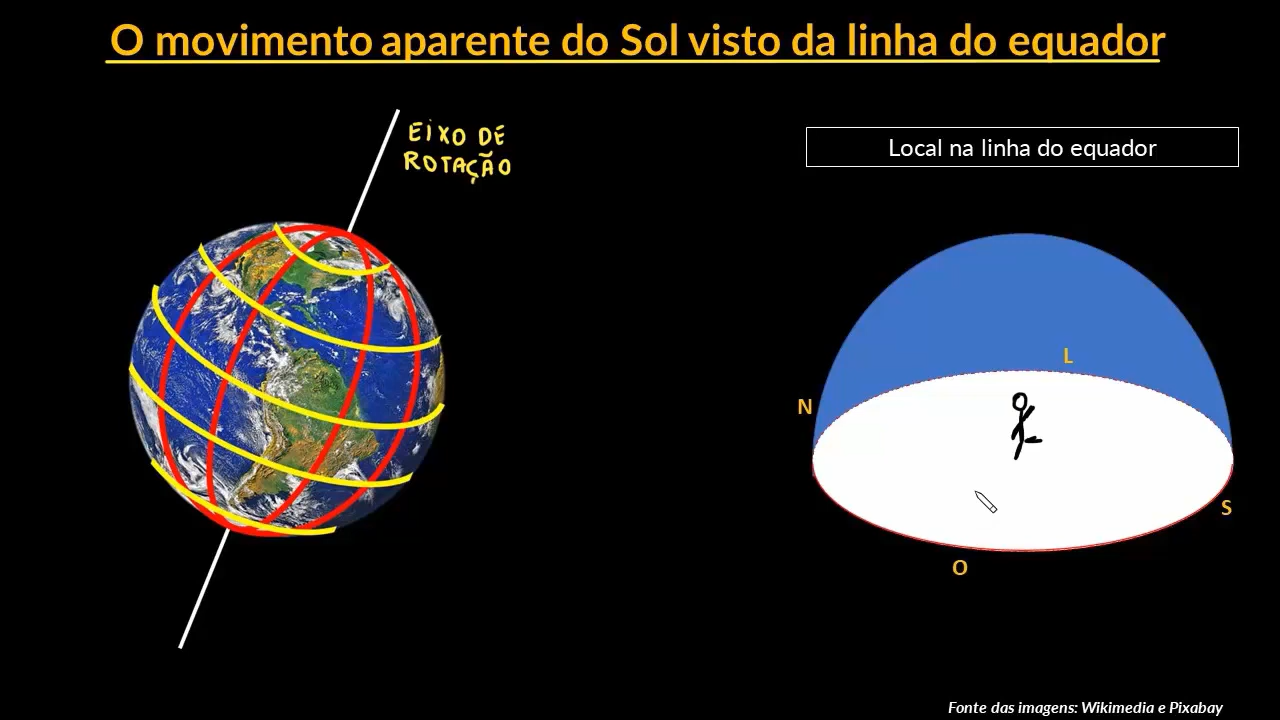 O movimento aparente do Sol visto da linha do equador
EIXO DE
ROTAÇÃO
Local na linha do equador
L
N
S
O
Fonte das imagens: Wikimedia e Pixabay